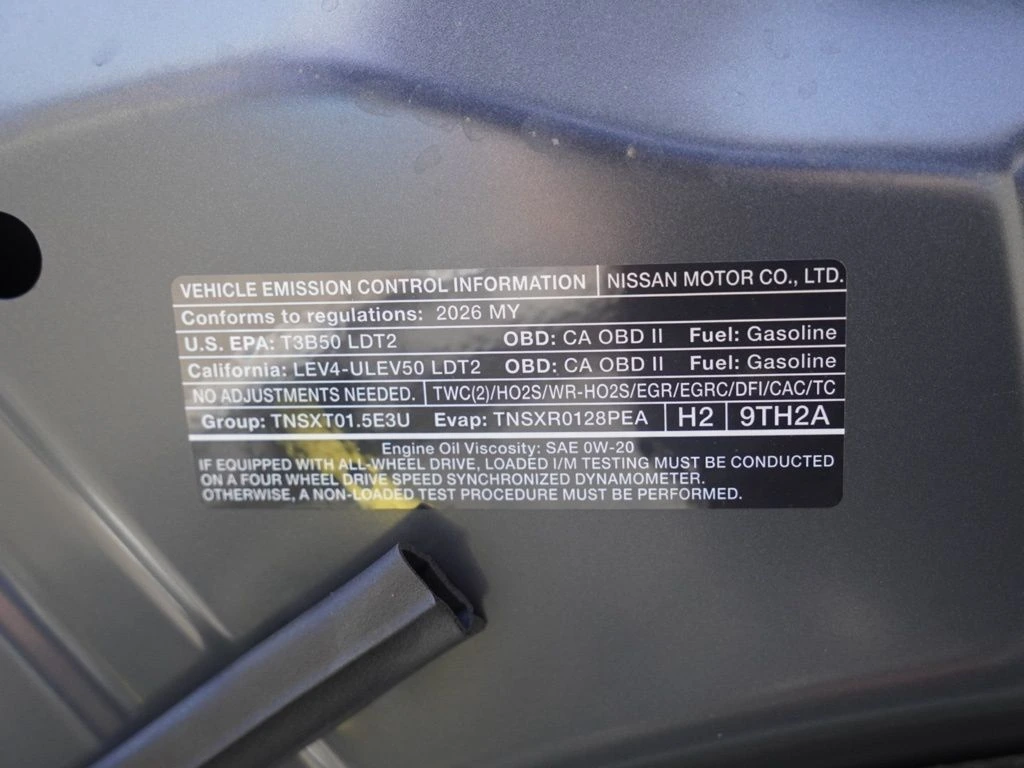 VEHICLE EMISSION CONTROL INFORMATION NISSAN MOTOR CO., LTD.
Conforms to regulations: 2026 MY
U.S. EPA: T3B50 LDT2 OBD: CA OBD II Fuel: Gasoline
California: LEV4-ULEV50 LDT2 OBD: CA OBD II Fuel: Gasoline
NO ADJUSTMENTS NEEDED. TWC(2)/HO2S/WR-HO2S/EGR/EGRC/DFI/CAC/TC
Group: TNSXT01.5E3U Evap: TNSXR0128PEA H2 9TH2A
Engine Oil Viscosity: SAE 0W-20
IF EQUIPPED WITH ALL-WHEEL DRIVE, LOADED I/M TESTING MUST BE CONDUCTED
ON A FOUR WHEEL DRIVE SPEED SYNCHRONIZED DYNAMOMETER.
OTHERWISE, A NON-LOADED TEST PROCEDURE MUST BE PERFORMED.